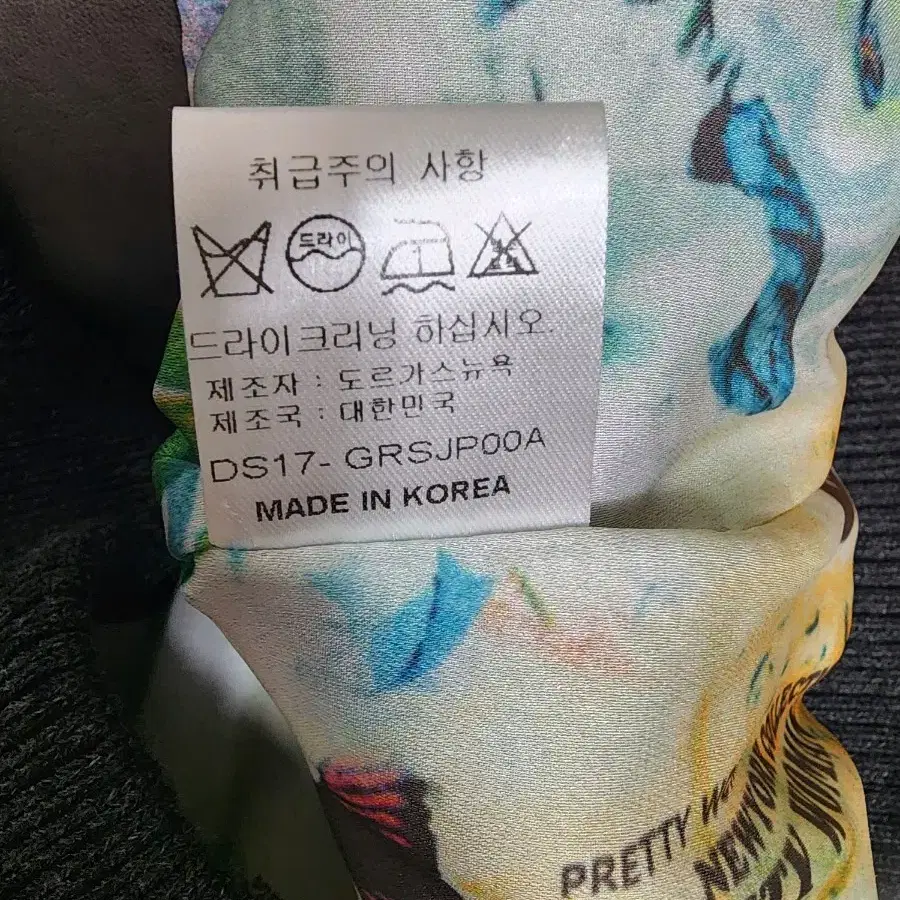 취급주의 사항
드라이
1
드라이크리닝 하십시오.
제조자 : 도르가스뉴욕
제조국 : 대한민국
DS17- GRSJP00A
MADE IN KOREA
PRETTY
NEWYORK